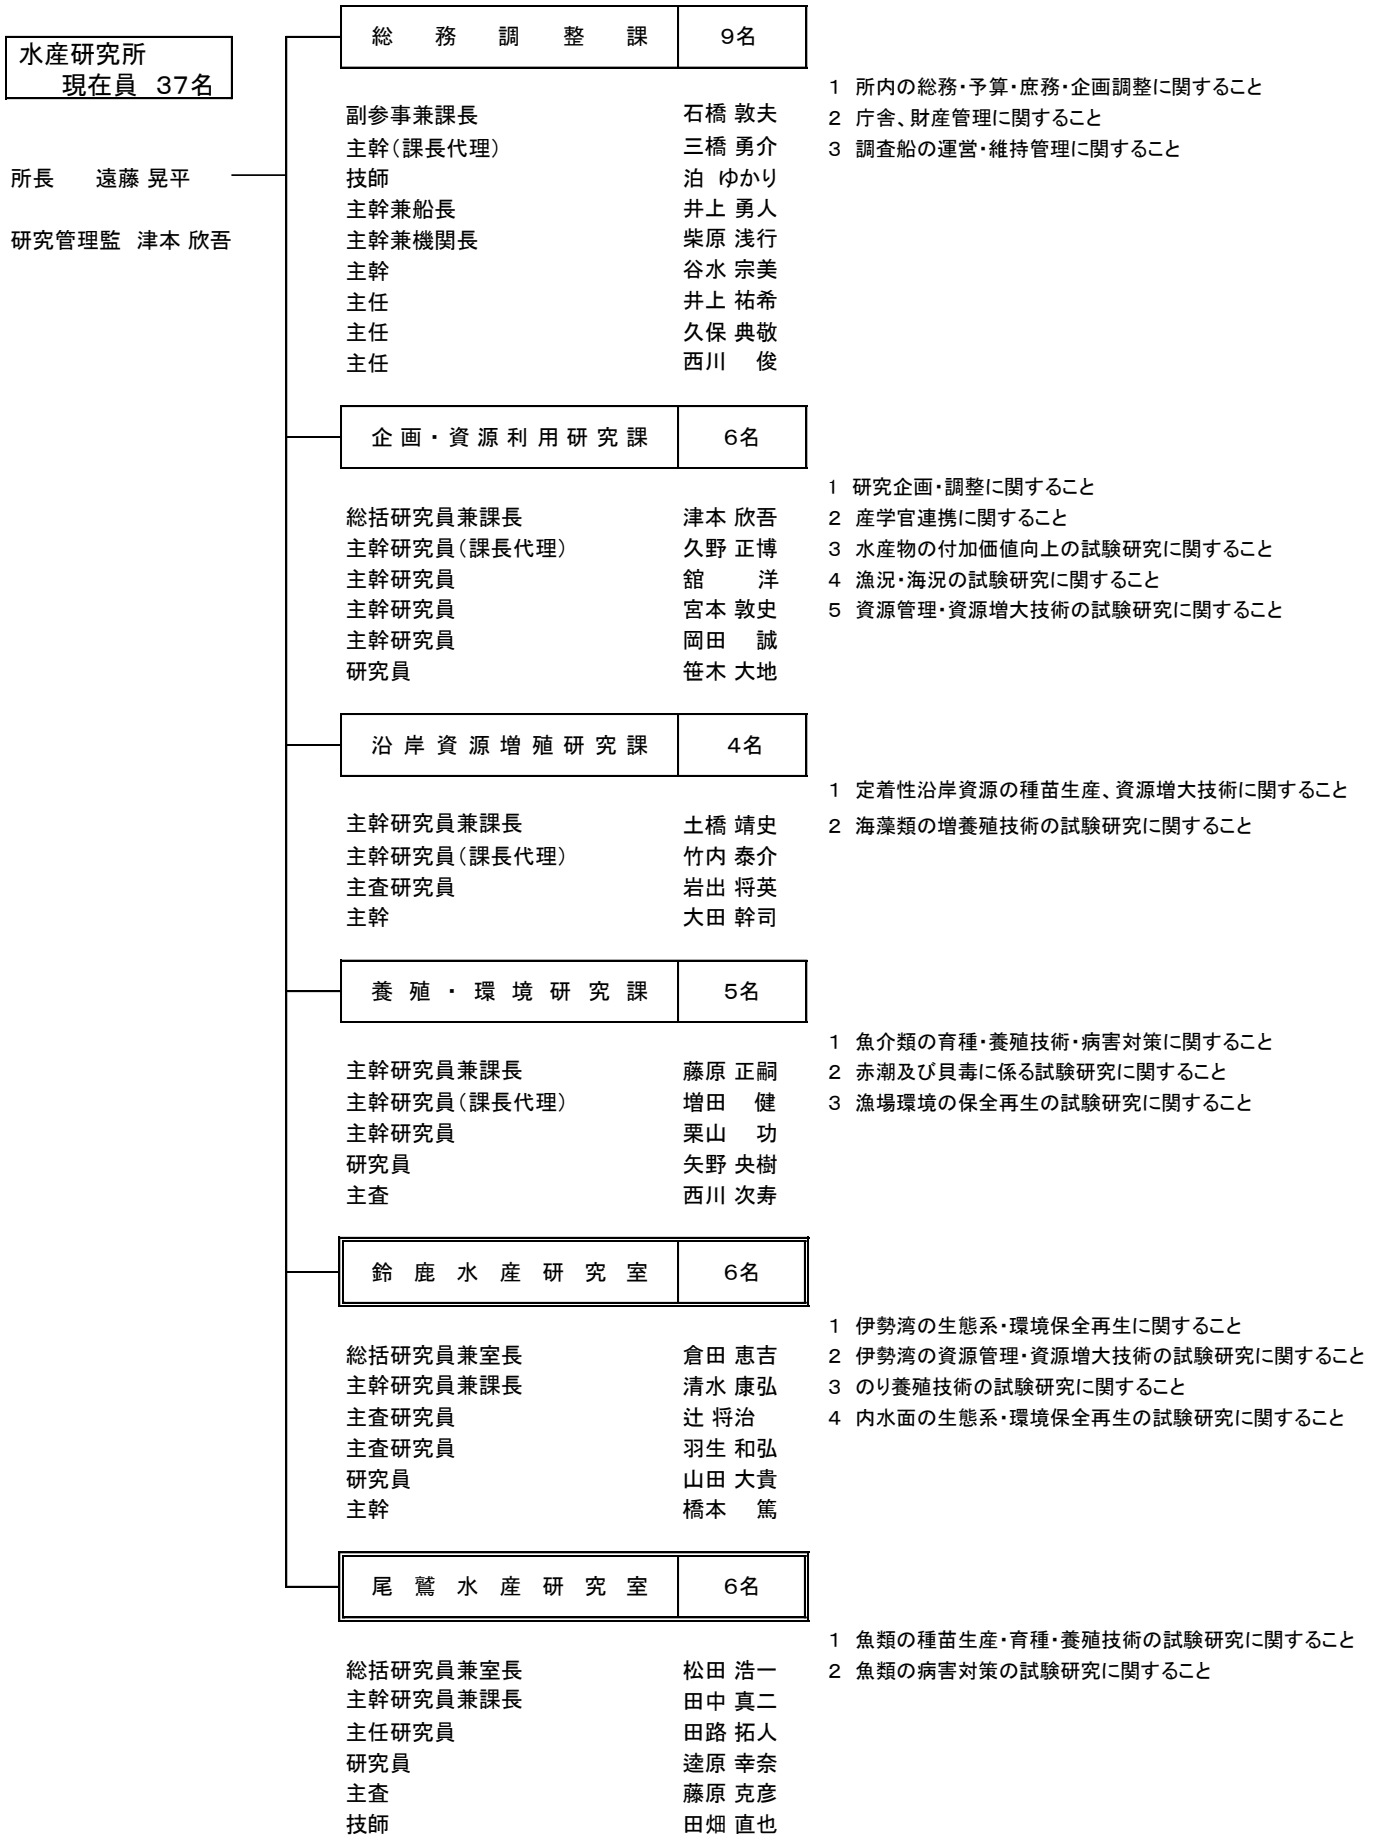 水産研究所
現在員　37名
所長　遠藤 晃平
研究管理監　津本 欣吾
総務調整課　9名
1　所内の総務・予算・庶務・企画調整に関すること
2　庁舎、財産管理に関すること
3　調査船の運営・維持管理に関すること
副参事兼課長　石橋 敦夫
主幹（課長代理）　三橋 勇介
技師　泊 ゆかり
主幹兼船長　井上 勇人
主幹兼機関長　柴原 浅行
主幹　谷水 宗美
主任　井上 祐希
主任　久保 典敬
主任　西川 俊
企画・資源利用研究課　6名
1　研究企画・調整に関すること
2　産学官連携に関すること
3　水産物の付加価値向上の試験研究に関すること
4　漁況・海況の試験研究に関すること
5　資源管理・資源増大技術の試験研究に関すること
総括研究員兼課長　津本 欣吾
主幹研究員（課長代理）　久野 正博
主幹研究員　舘 洋
主幹研究員　宮本 敦史
主幹研究員　岡田 誠
研究員　笹木 大地
沿岸資源増殖研究課　4名
1　定着性沿岸資源の種苗生産、資源増大技術に関すること
2　海藻類の増養殖技術の試験研究に関すること
主幹研究員兼課長　土橋 靖史
主幹研究員（課長代理）　竹内 泰介
主査研究員　岩出 将英
主幹　大田 幹司
養殖・環境研究課　5名
1　魚介類の育種・養殖技術・病害対策に関すること
2　赤潮及び貝毒に係る試験研究に関すること
3　漁場環境の保全再生の試験研究に関すること
主幹研究員兼課長　藤原 正嗣
主幹研究員（課長代理）　増田 健
主幹研究員　栗山 功
研究員　矢野 央樹
主査　西川 次寿
鈴鹿水産研究室　6名
1　伊勢湾の生態系・環境保全再生に関すること
2　伊勢湾の資源管理・資源増大技術の試験研究に関すること
3　のり養殖技術の試験研究に関すること
4　内水面の生態系・環境保全再生の試験研究に関すること
総括研究員兼室長　倉田 恵吉
主幹研究員兼課長　清水 康弘
主査研究員　辻 将治
主査研究員　羽生 和弘
研究員　山田 大貴
主幹　橋本 篤
尾鷲水産研究室　6名
1　魚類の種苗生産・育種・養殖技術の試験研究に関すること
2　魚類の病害対策の試験研究に関すること
総括研究員兼室長　松田 浩一
主幹研究員兼課長　田中 真二
主任研究員　田路 拓人
研究員　逵原 幸奈
主査　藤原 克彦
技師　田畑 直也